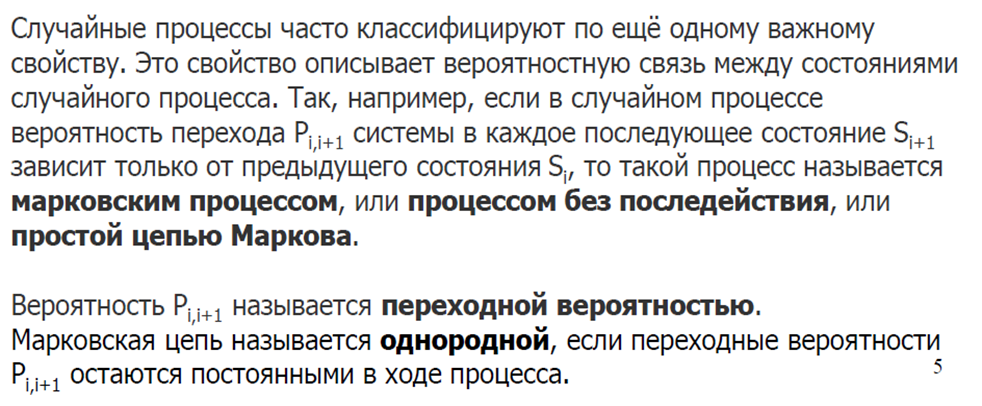 Случайные процессы часто классифицируют по ещё одному важному
свойству. Это свойство описывает вероятностную связь между состояниями
случайного процесса. Так, например, если в случайном процессе
вероятность перехода P_{i,i+1} системы в каждое последующее состояние S_{i+1}
зависит только от предыдущего состояния S_i, то такой процесс называется
марковским процессом, или процессом без последействия, или
простой цепью Маркова.
Вероятность P_{i,i+1} называется переходной вероятностью.
Марковская цепь называется однородной, если переходные вероятности
P_{i,i+1} остаются постоянными в ходе процесса.
5